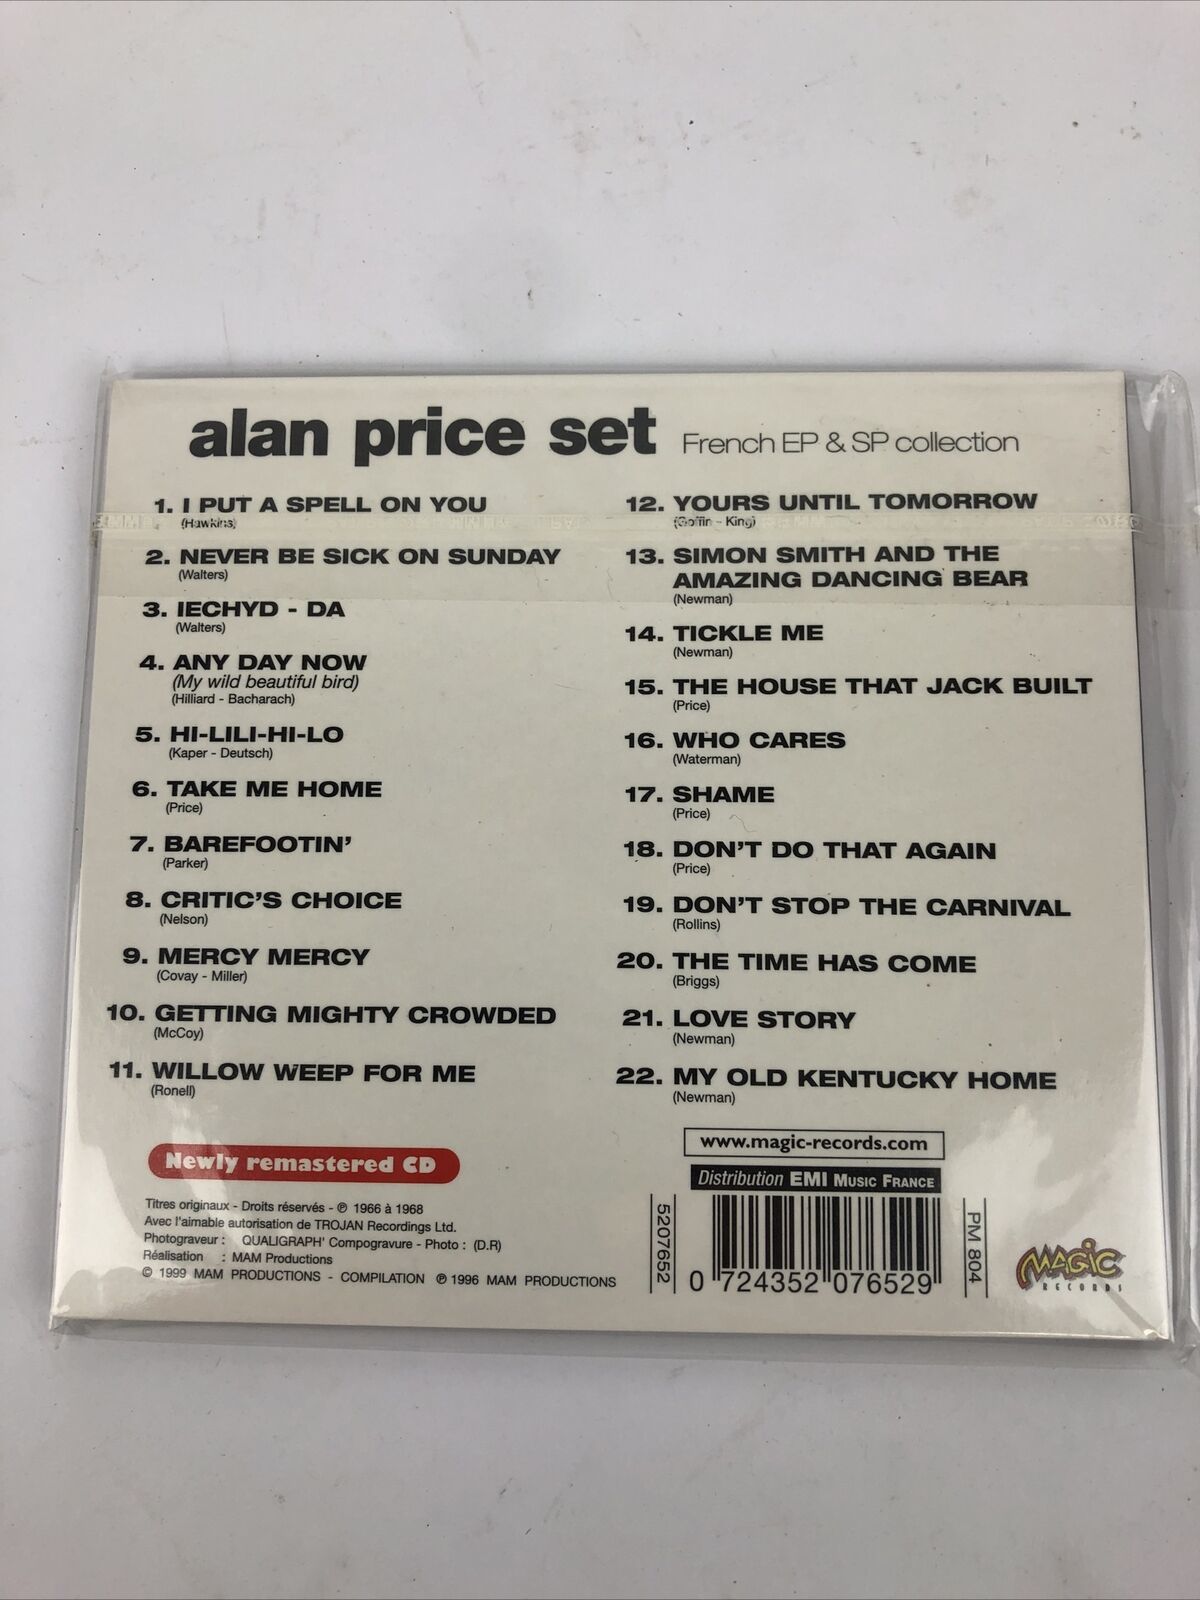 alan price set French EP & SP collection
1. I PUT A SPELL ON YOU
(Hawkins)
2. NEVER BE SICK ON SUNDAY
(Walters)
3. IECHYD - DA
(Walters)
4. ANY DAY NOW
(My wild beautiful bird)
(Hilliard - Bacharach)
5. HI-LILI-HI-LO
(Kaper - Deutsch)
6. TAKE ME HOME
(Price)
7. BAREFOOTIN'
(Parker)
8. CRITIC'S CHOICE
(Nelson)
9. MERCY MERCY
(Covay - Miller)
10. GETTING MIGHTY CROWDED
(McCoy)
11. WILLOW WEEP FOR ME
(Ronell)
12. YOURS UNTIL TOMORROW
(Goffin - King)
13. SIMON SMITH AND THE
AMAZING DANCING BEAR
(Newman)
14. TICKLE ME
(Newman)
15. THE HOUSE THAT JACK BUILT
(Price)
16. WHO CARES
(Waterman)
17. SHAME
(Price)
18. DON'T DO THAT AGAIN
(Price)
19. DON'T STOP THE CARNIVAL
(Rollins)
20. THE TIME HAS COME
(Briggs)
21. LOVE STORY
(Newman)
22. MY OLD KENTUCKY HOME
(Newman)
Newly remastered CD
Titres originaux - Droits réservés - ℗ 1966 à 1968
Avec l'aimable autorisation de TROJAN Recordings Ltd.
Photograveur : QUALIGRAPH' Compogravure - Photo : (D.R)
Réalisation : MAM Productions
© 1999 MAM PRODUCTIONS - COMPILATION ℗ 1996 MAM PRODUCTIONS
www.magic-records.com
Distribution EMI MUSIC FRANCE
5207652
0 724352 076529
PM 804
MAGIC
RECORDS